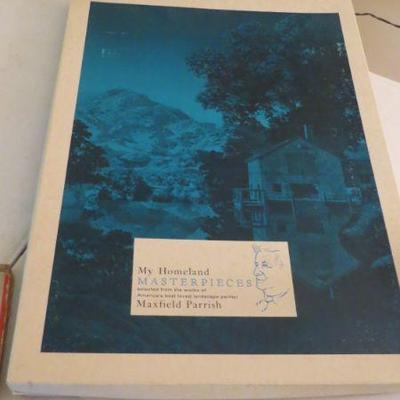 My Homeland
MASTERPIECES
selected from the works of
America's best loved landscape painter
Maxfield Parrish